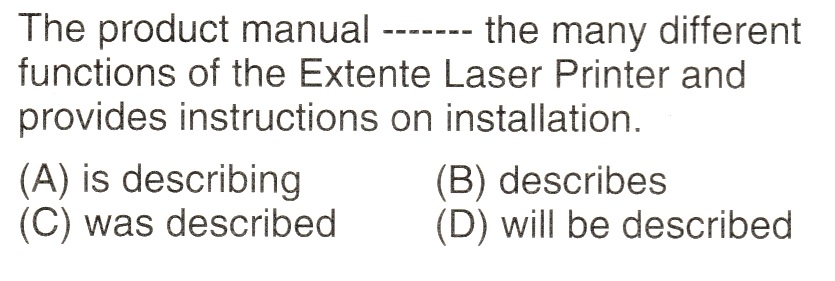 The product manual ------- the many different
functions of the Extente Laser Printer and
provides instructions on installation.
(A) is describing (B) describes
(C) was described (D) will be described